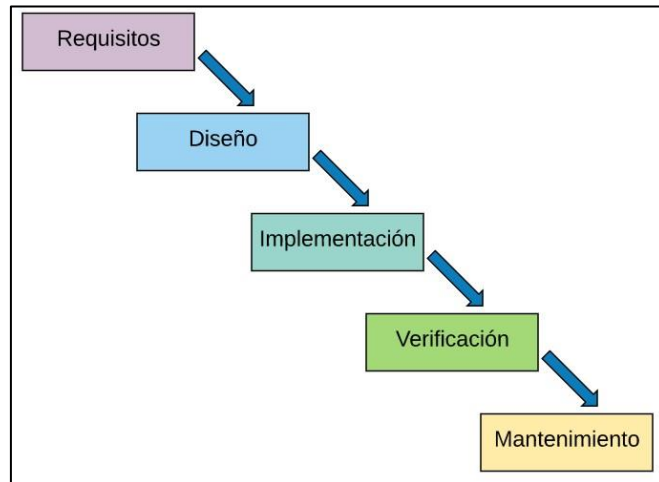 Requisitos
Diseño
Implementación
Verificación
Mantenimiento